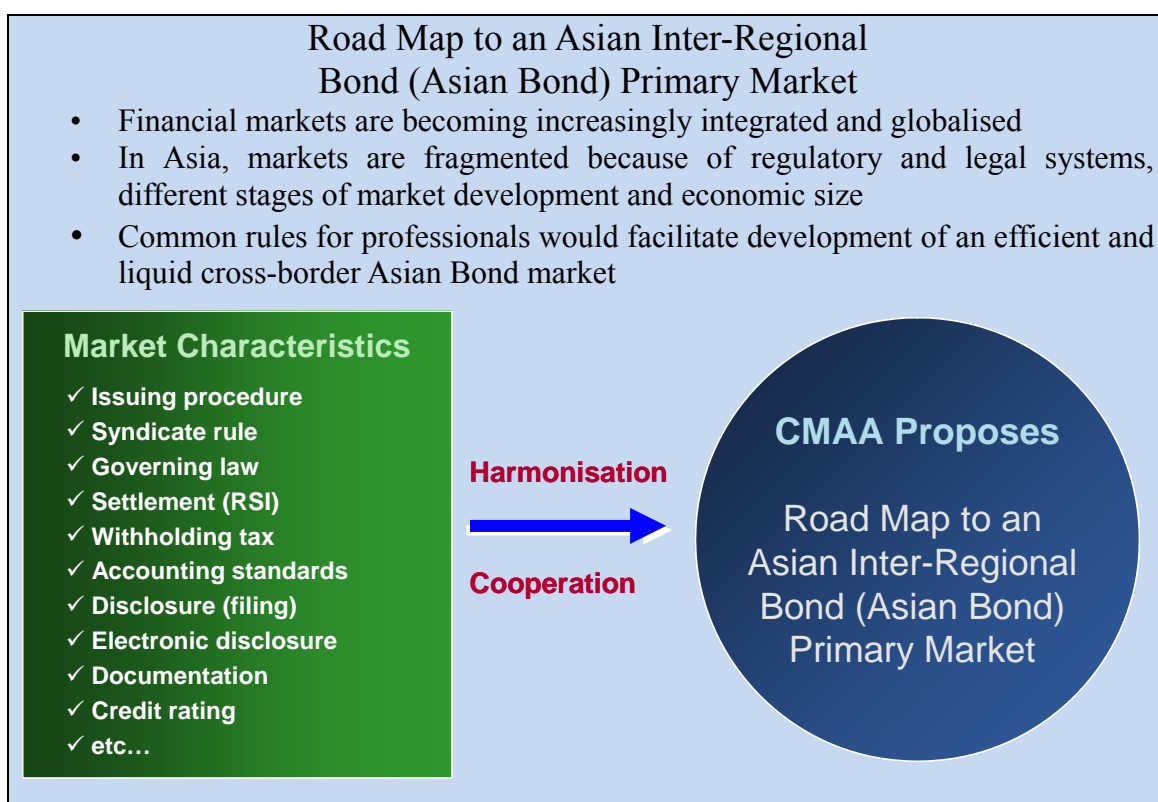 Road Map to an Asian Inter-Regional
Bond (Asian Bond) Primary Market
• Financial markets are becoming increasingly integrated and globalised
• In Asia, markets are fragmented because of regulatory and legal systems,
different stages of market development and economic size
• Common rules for professionals would facilitate development of an efficient and
liquid cross-border Asian Bond market
Market Characteristics
✓ Issuing procedure
✓ Syndicate rule
✓ Governing law
✓ Settlement (RSI)
✓ Withholding tax
✓ Accounting standards
✓ Disclosure (filing)
✓ Electronic disclosure
✓ Documentation
✓ Credit rating
✓ etc…
Harmonisation
Cooperation
CMAA Proposes
Road Map to an
Asian Inter-Regional
Bond (Asian Bond)
Primary Market